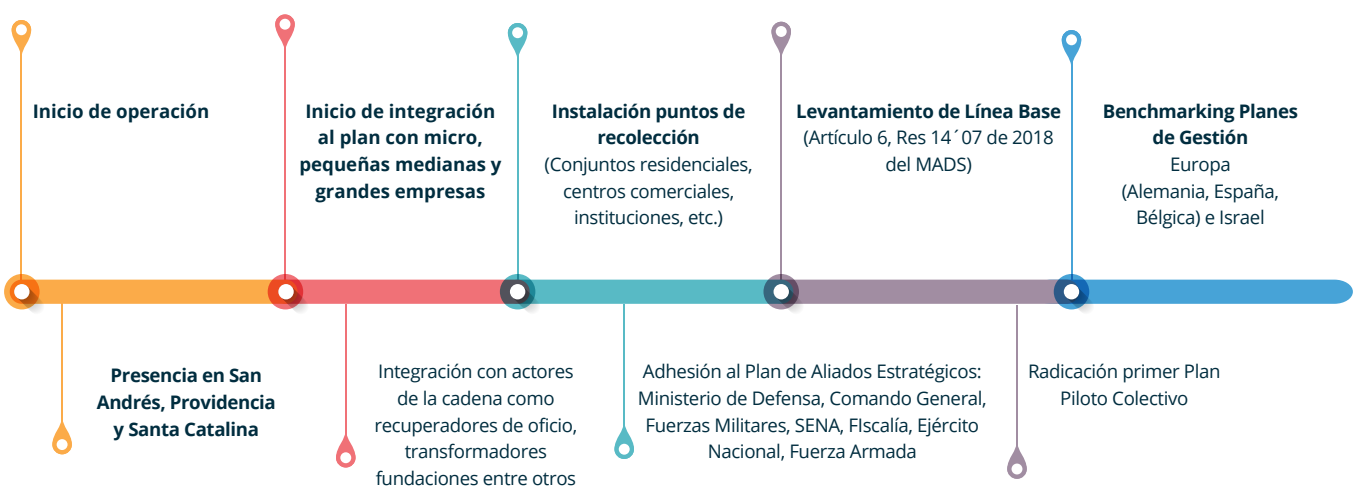 Inicio de operación
Inicio de integración
al plan con micro,
pequeñas medianas y
grandes empresas
Instalación puntos de
recolección
(Conjuntos residenciales,
centros comerciales,
instituciones, etc.)
Levantamiento de Línea Base
(Artículo 6, Res 14´07 de 2018
del MADS)
Benchmarking Planes
de Gestión
Europa
(Alemania, España,
Bélgica) e Israel
Presencia en San
Andrés, Providencia
y Santa Catalina
Integración con actores
de la cadena como
recuperadores de oficio,
transformadores
fundaciones entre otros
Adhesión al Plan de Aliados Estratégicos:
Ministerio de Defensa, Comando General,
Fuerzas Militares, SENA, FIscalía, Ejército
Nacional, Fuerza Armada
Radicación primer Plan
Piloto Colectivo